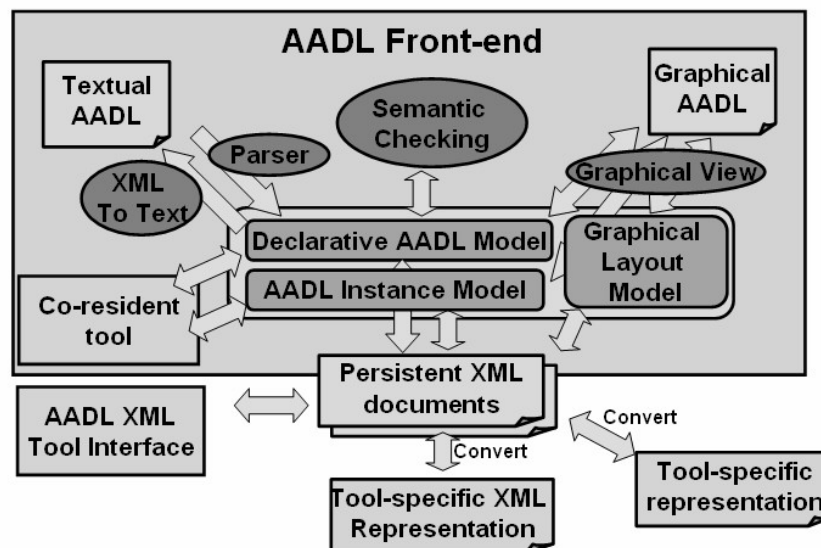 AADL Front-end
Textual
AADL
Graphical
AADL
Semantic
Checking
Parser
Graphical View
XML
To Text
Declarative AADL Model
Graphical
Layout
Model
AADL Instance Model
Co-resident
tool
Persistent XML
documents
AADL XML
Tool Interface
Convert
Convert
Tool-specific
representation
Tool-specific XML
Representation